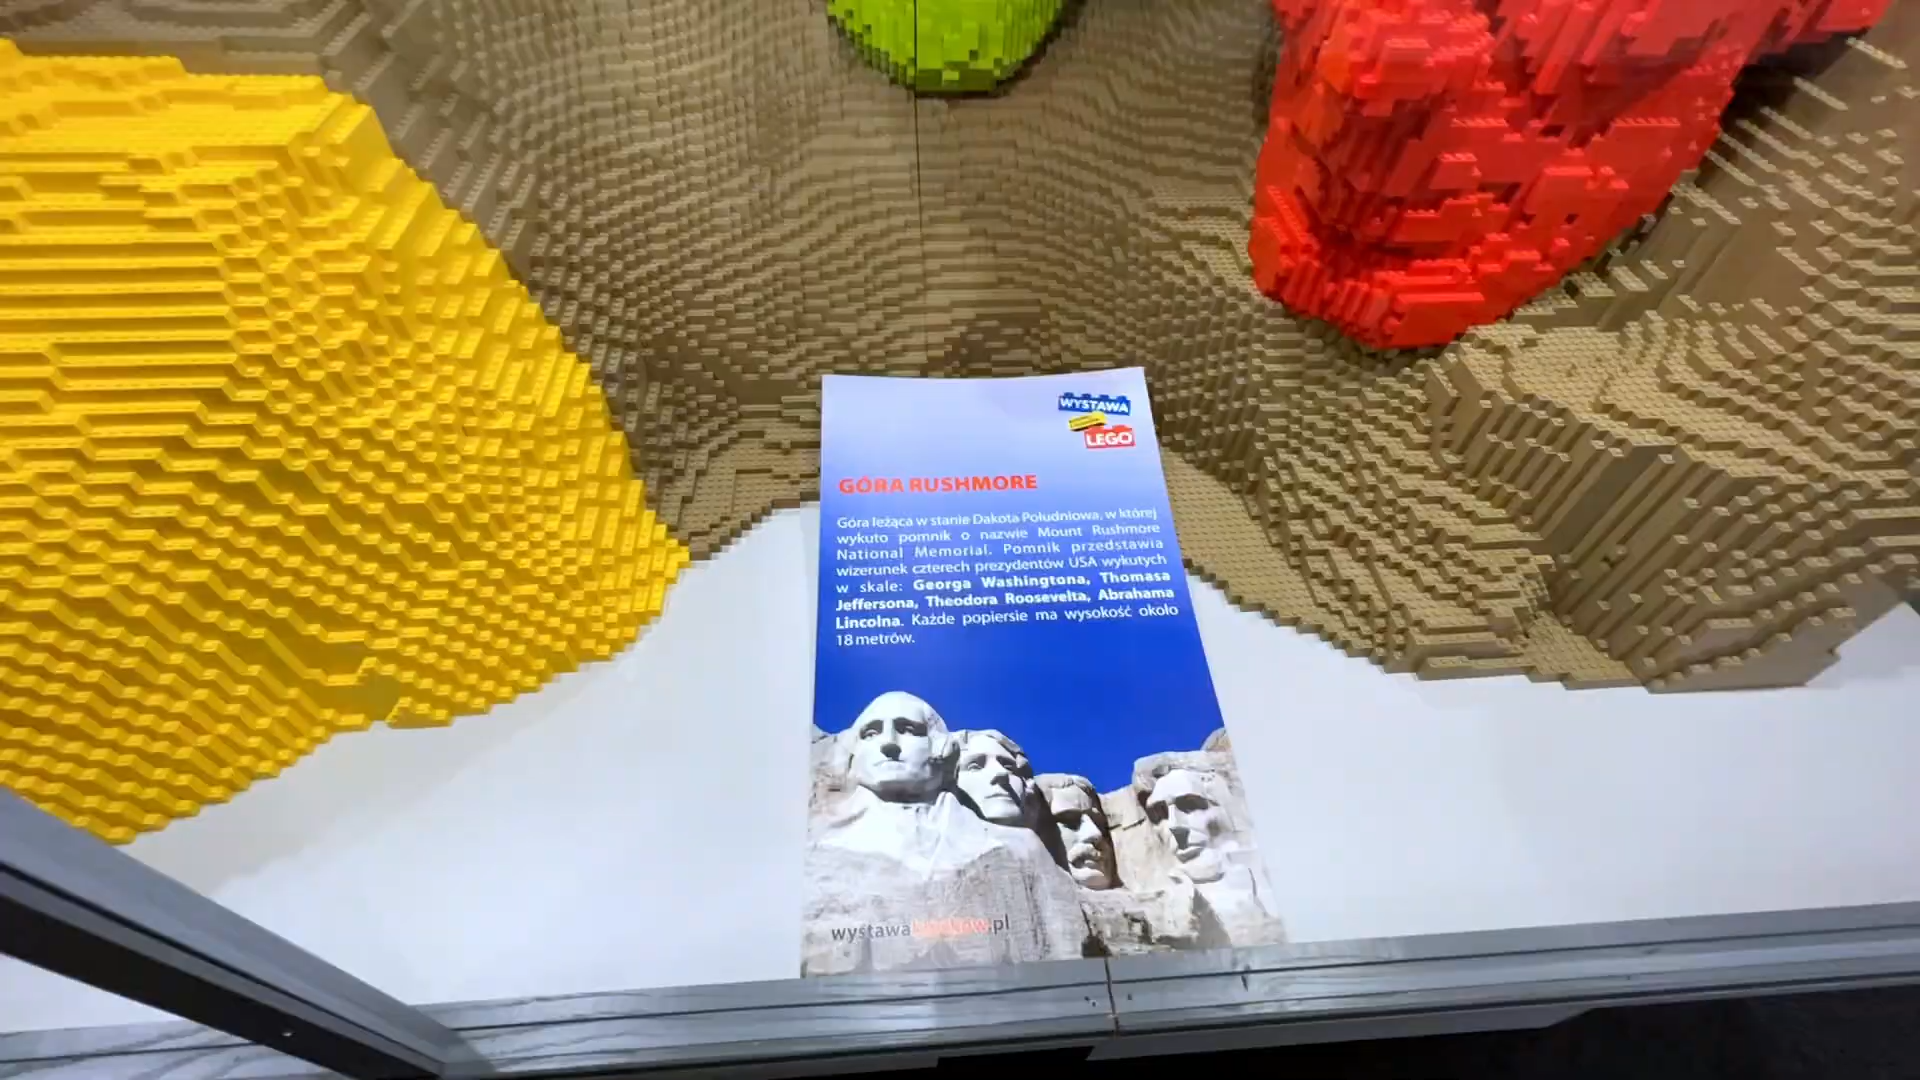 WYSTAWA
LEGO
GÓRA RUSHMORE
Góra leżąca w stanie Dakota Południowa, w której
wykuto pomnik o nazwie Mount Rushmore
National Memorial. Pomnik przedstawia
wizerunek czterech prezydentów USA wykutych
w skale: Georga Washingtona, Thomasa
Jeffersona, Theodora Roosevelta, Abrahama
Lincolna. Każde popiersie ma wysokość około
18 metrów.
wystawaklockow.pl